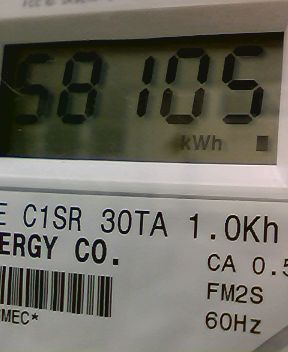 58105
kWh
E C1SR 30TA 1.0Kh
ERGY CO.
CA 0.5
FM2S
MEC*
60Hz